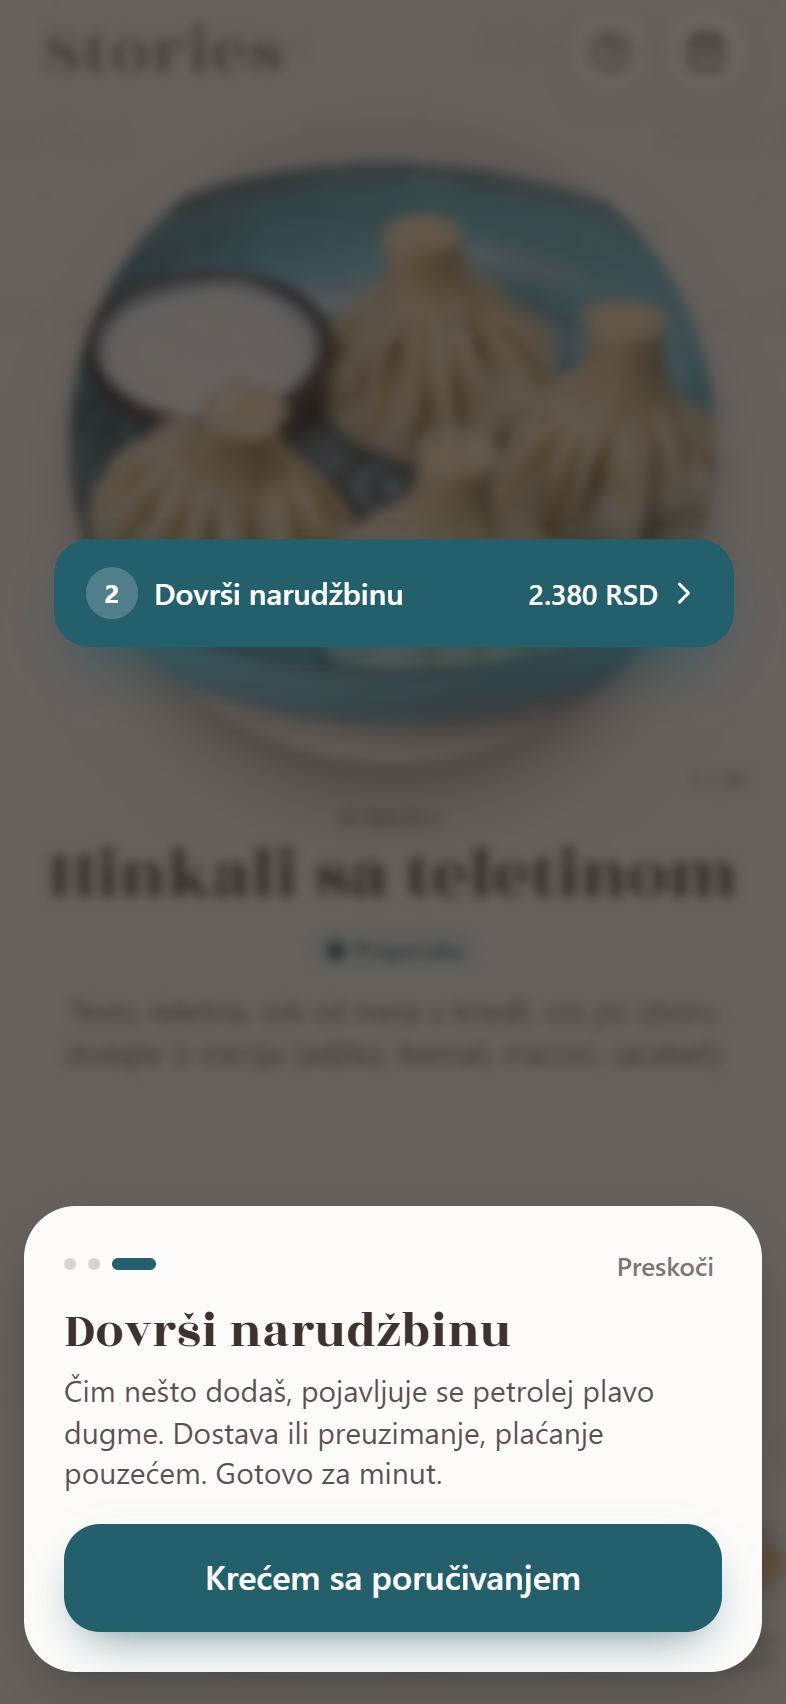 Stories
2 Dovrši narudžbinu 2.380 RSD
Hinkali sa teletinom
Preporuka
Preskoči
Dovrši narudžbinu
Čim nešto dodaš, pojavljuje se petrolej plavo
dugme. Dostava ili preuzimanje, plaćanje
pouzećem. Gotovo za minut.
Krećem sa poručivanjem